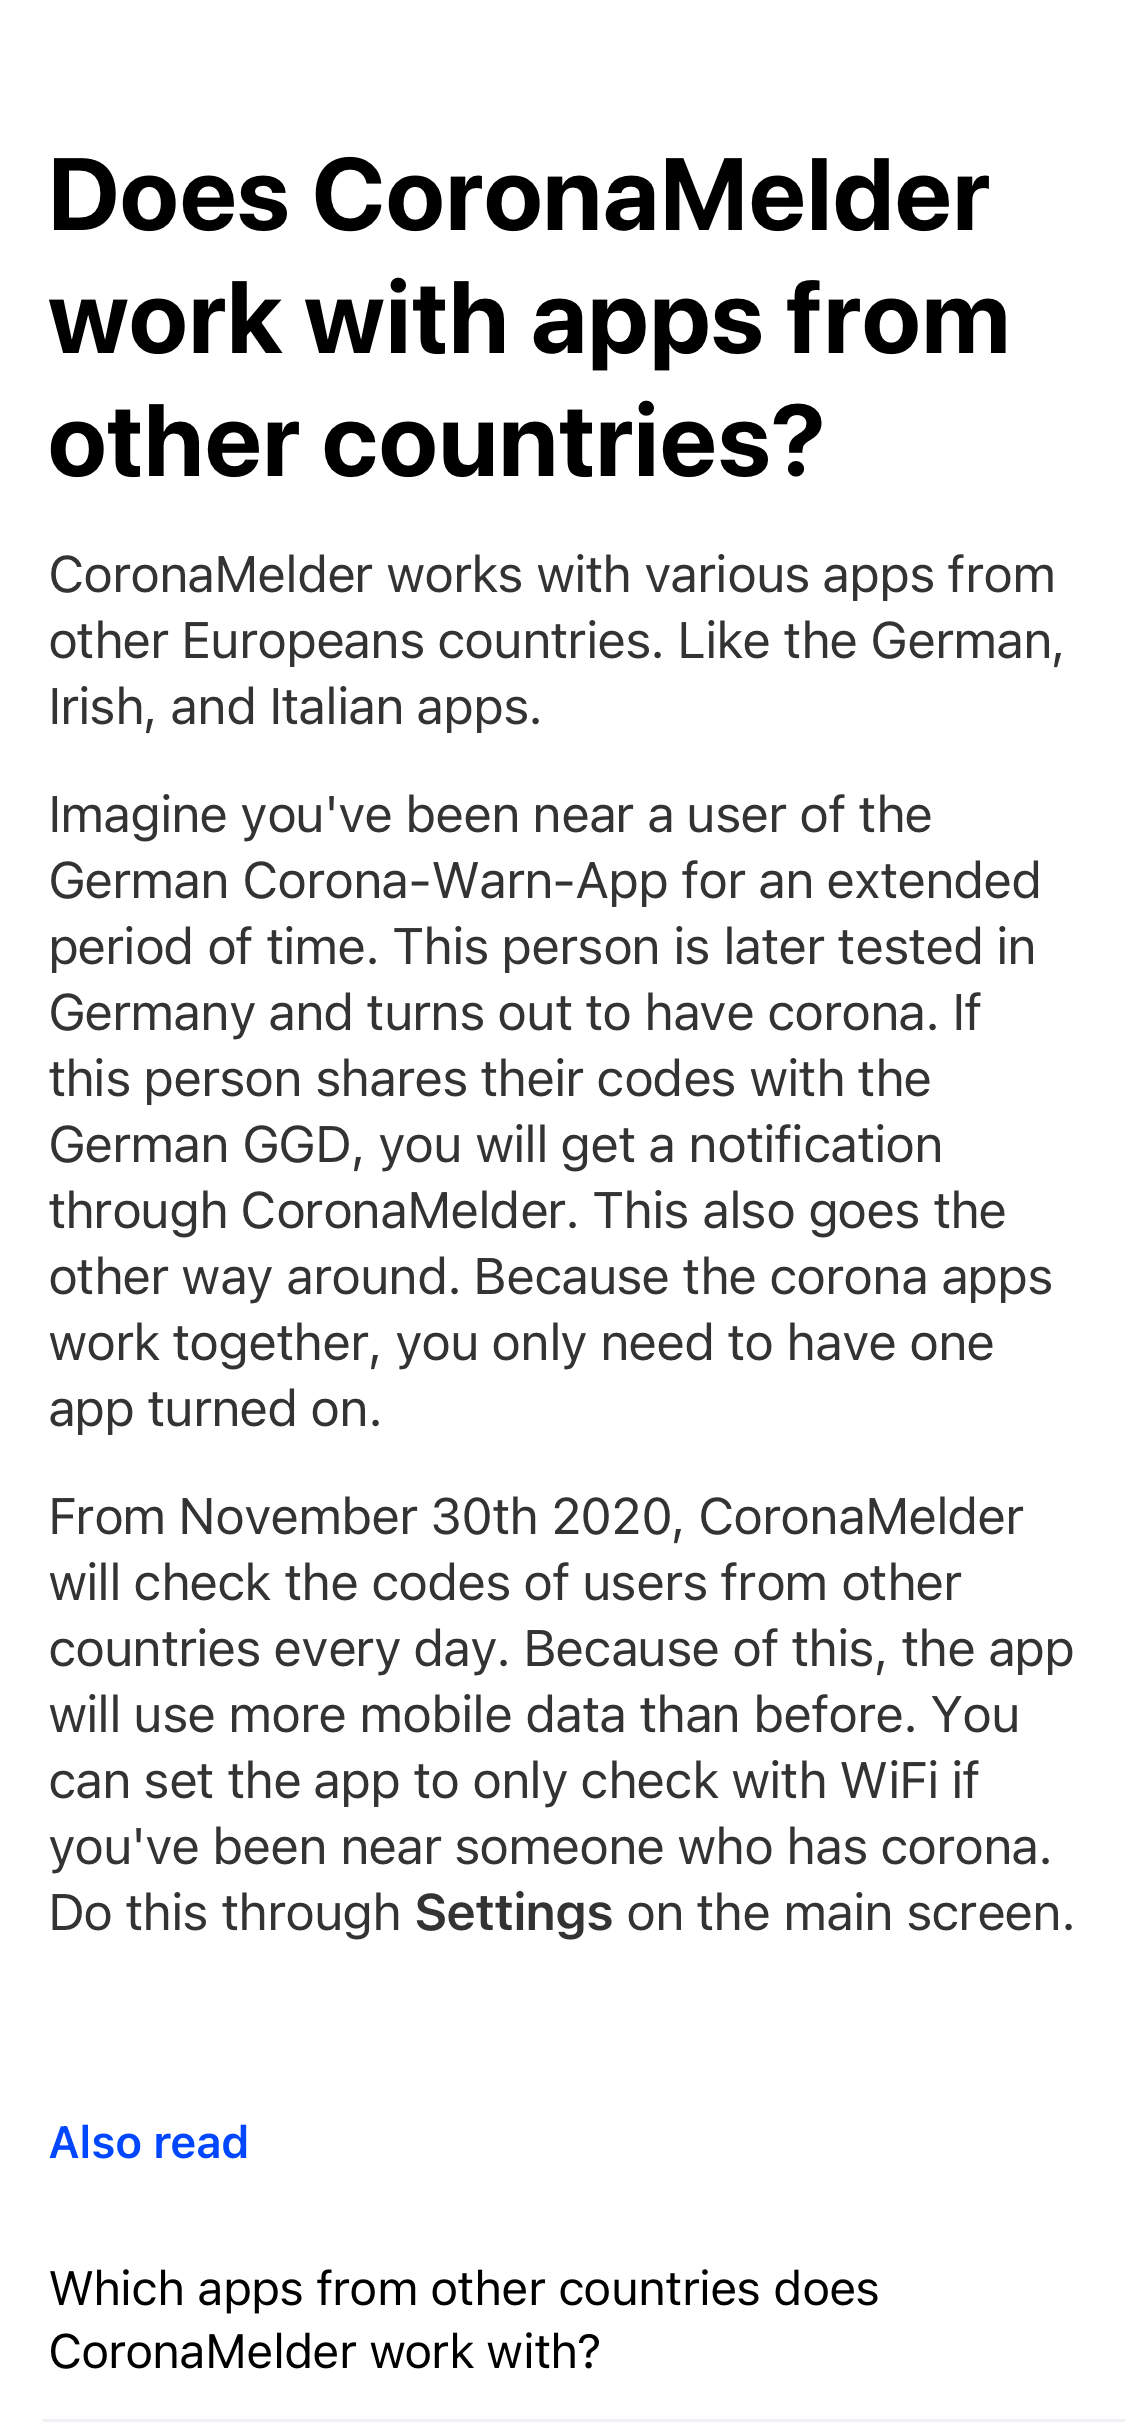 Does CoronaMelder
work with apps from
other countries?
CoronaMelder works with various apps from
other Europeans countries. Like the German,
Irish, and Italian apps.
Imagine you've been near a user of the
German Corona-Warn-App for an extended
period of time. This person is later tested in
Germany and turns out to have corona. If
this person shares their codes with the
German GGD, you will get a notification
through CoronaMelder. This also goes the
other way around. Because the corona apps
work together, you only need to have one
app turned on.
From November 30th 2020, CoronaMelder
will check the codes of users from other
countries every day. Because of this, the app
will use more mobile data than before. You
can set the app to only check with WiFi if
you've been near someone who has corona.
Do this through Settings on the main screen.
Also read
Which apps from other countries does
CoronaMelder work with?